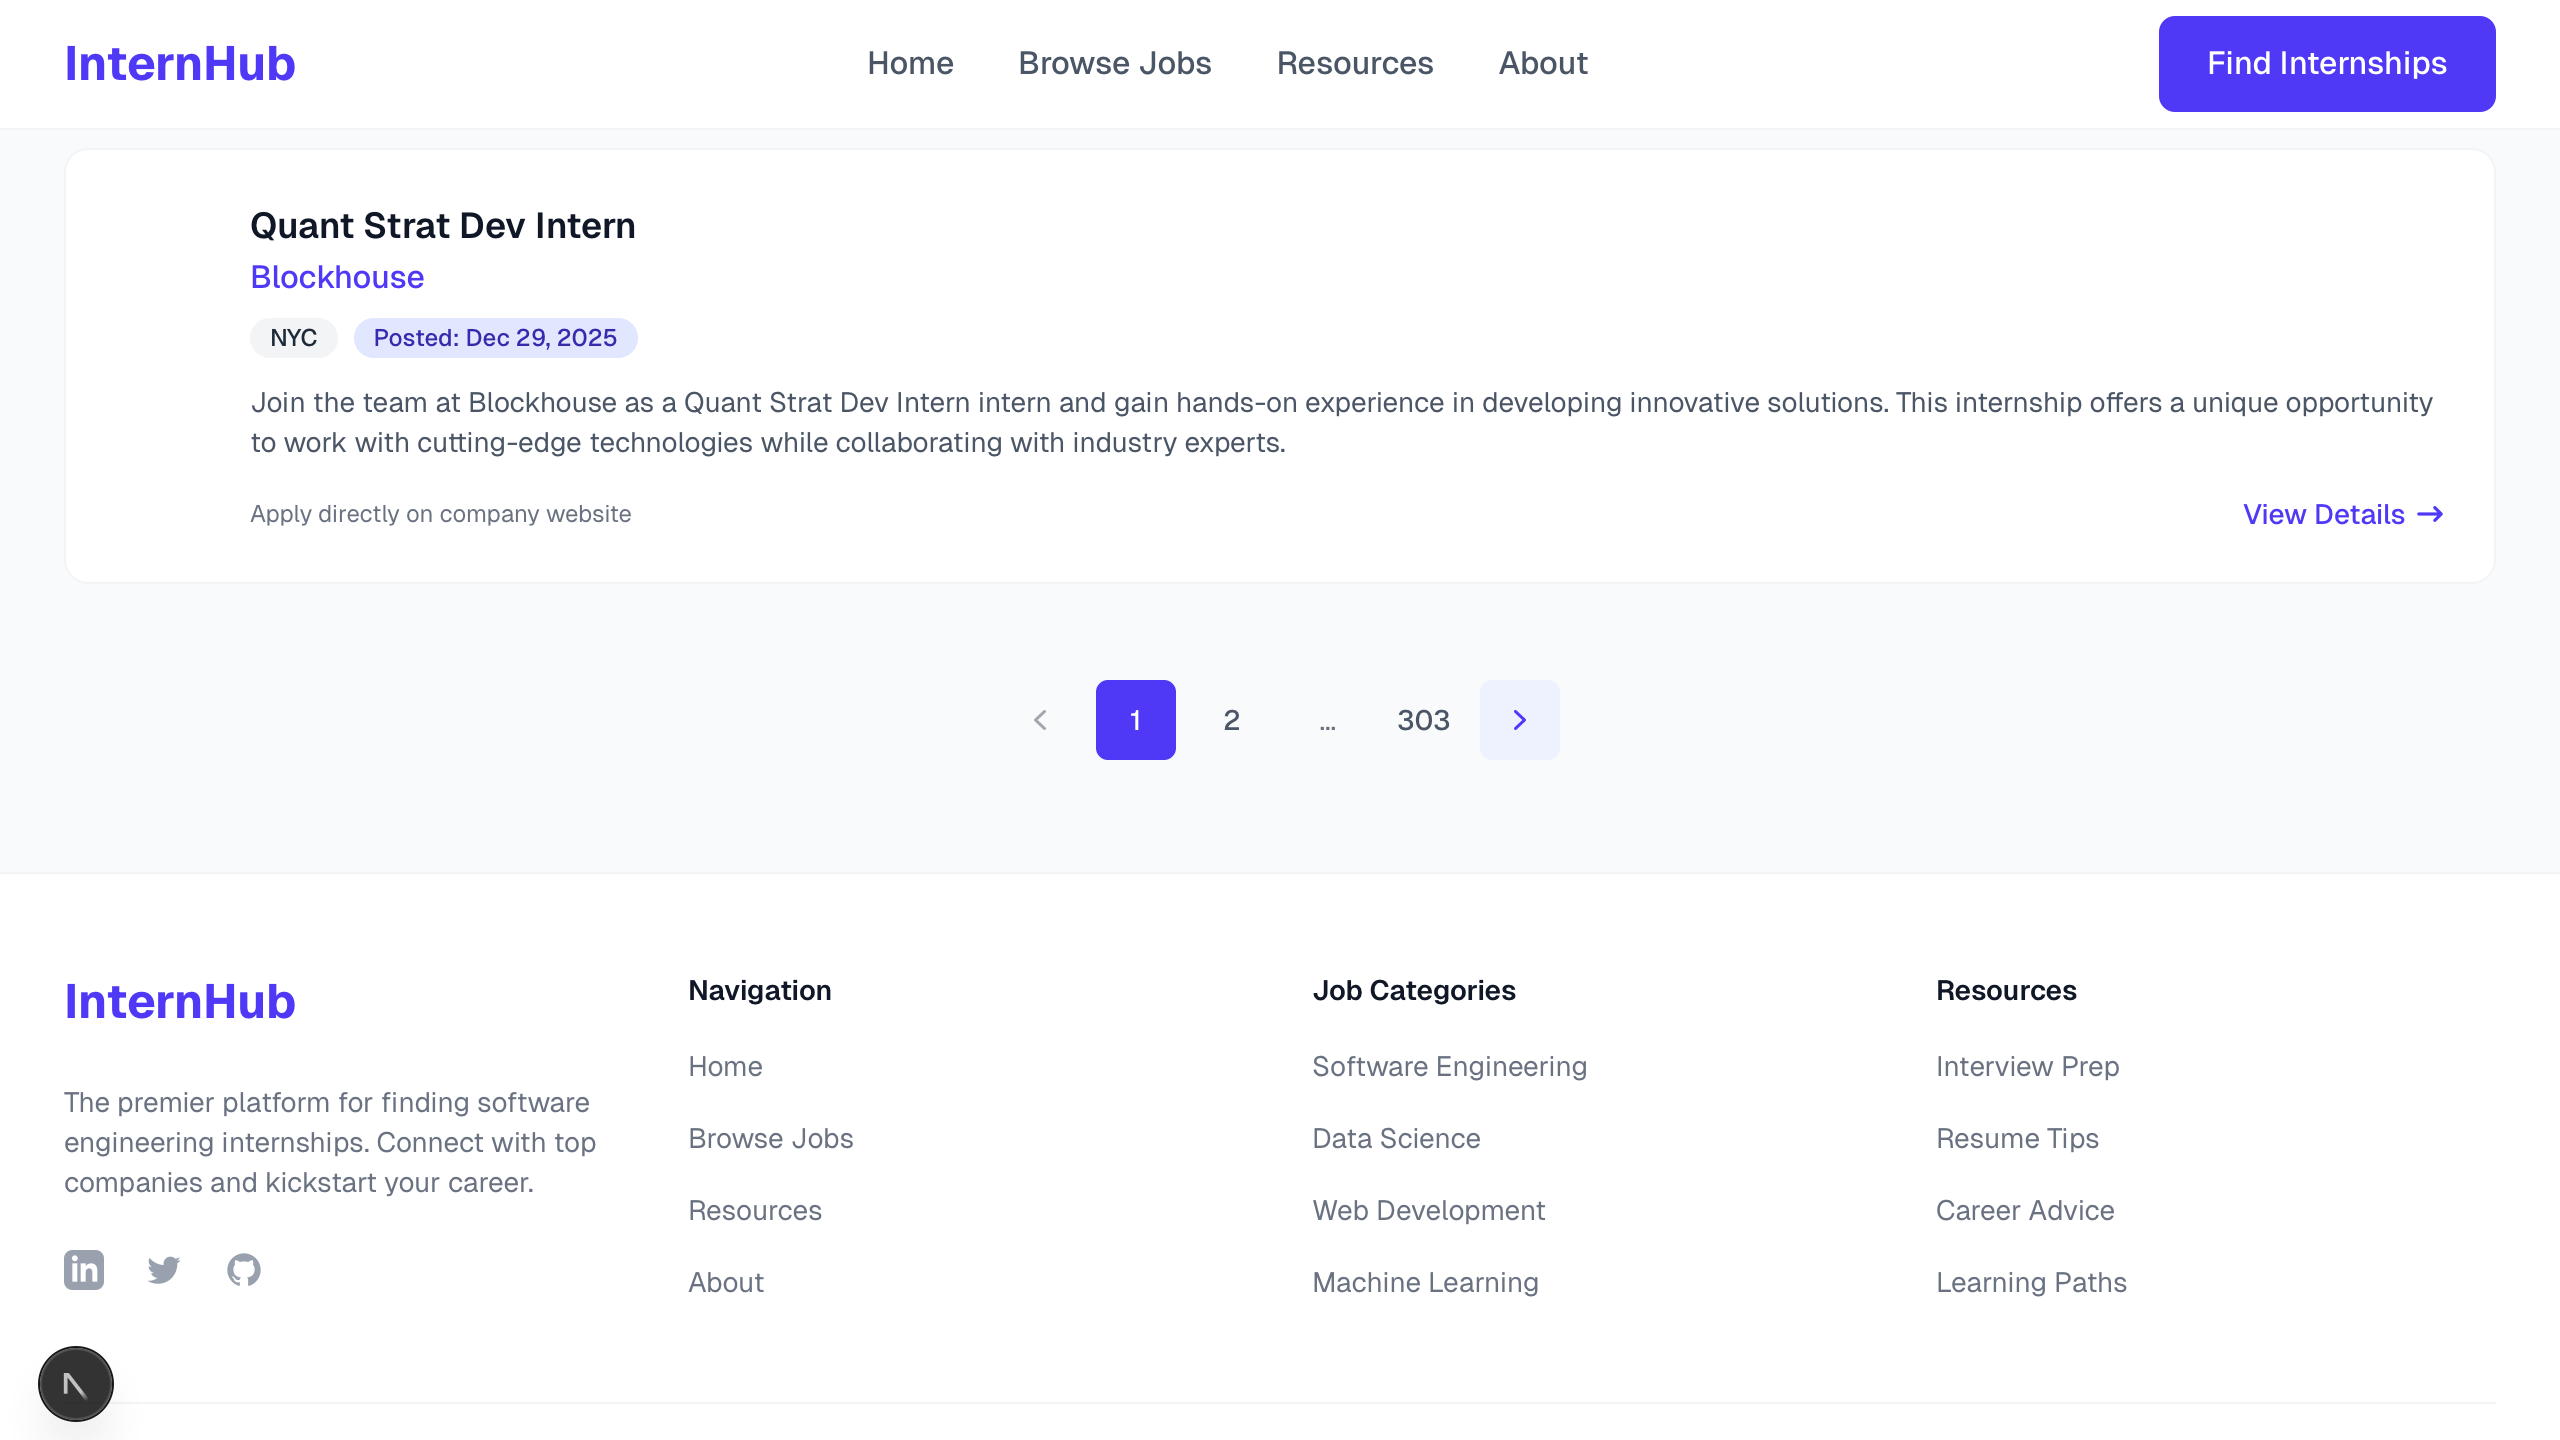 InternHub
Home
Browse Jobs
Resources
About
Find Internships
Quant Strat Dev Intern
Blockhouse
NYC
Posted: Dec 29, 2025
Join the team at Blockhouse as a Quant Strat Dev Intern intern and gain hands-on experience in developing innovative solutions. This internship offers a unique opportunity
to work with cutting-edge technologies while collaborating with industry experts.
Apply directly on company website
View Details →
1
2
...
303
InternHub
The premier platform for finding software
engineering internships. Connect with top
companies and kickstart your career.
Navigation
Home
Browse Jobs
Resources
About
Job Categories
Software Engineering
Data Science
Web Development
Machine Learning
Resources
Interview Prep
Resume Tips
Career Advice
Learning Paths